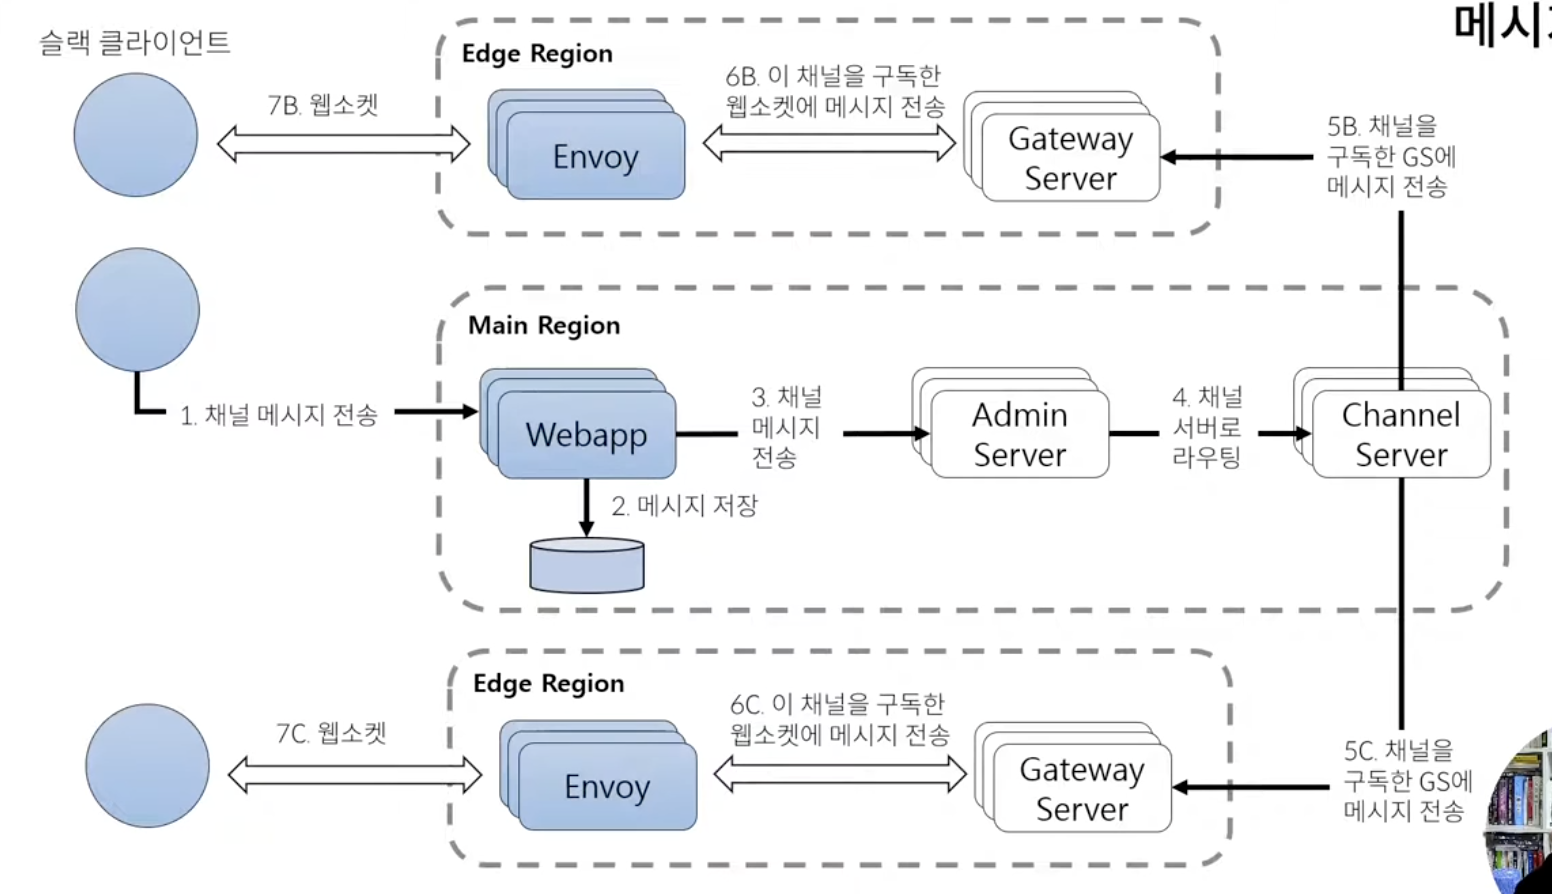 메시지
슬랙 클라이언트
Edge Region
7B. 웹소켓
Envoy
6B. 이 채널을 구독한
웹소켓에 메시지 전송
Gateway
Server
5B. 채널을
구독한 GS에
메시지 전송
Main Region
1. 채널 메시지 전송
Webapp
2. 메시지 저장
3. 채널
메시지
전송
Admin
Server
4. 채널
서버로
라우팅
Channel
Server
Edge Region
7C. 웹소켓
Envoy
6C. 이 채널을 구독한
웹소켓에 메시지 전송
Gateway
Server
5C. 채널을
구독한 GS에
메시지 전송